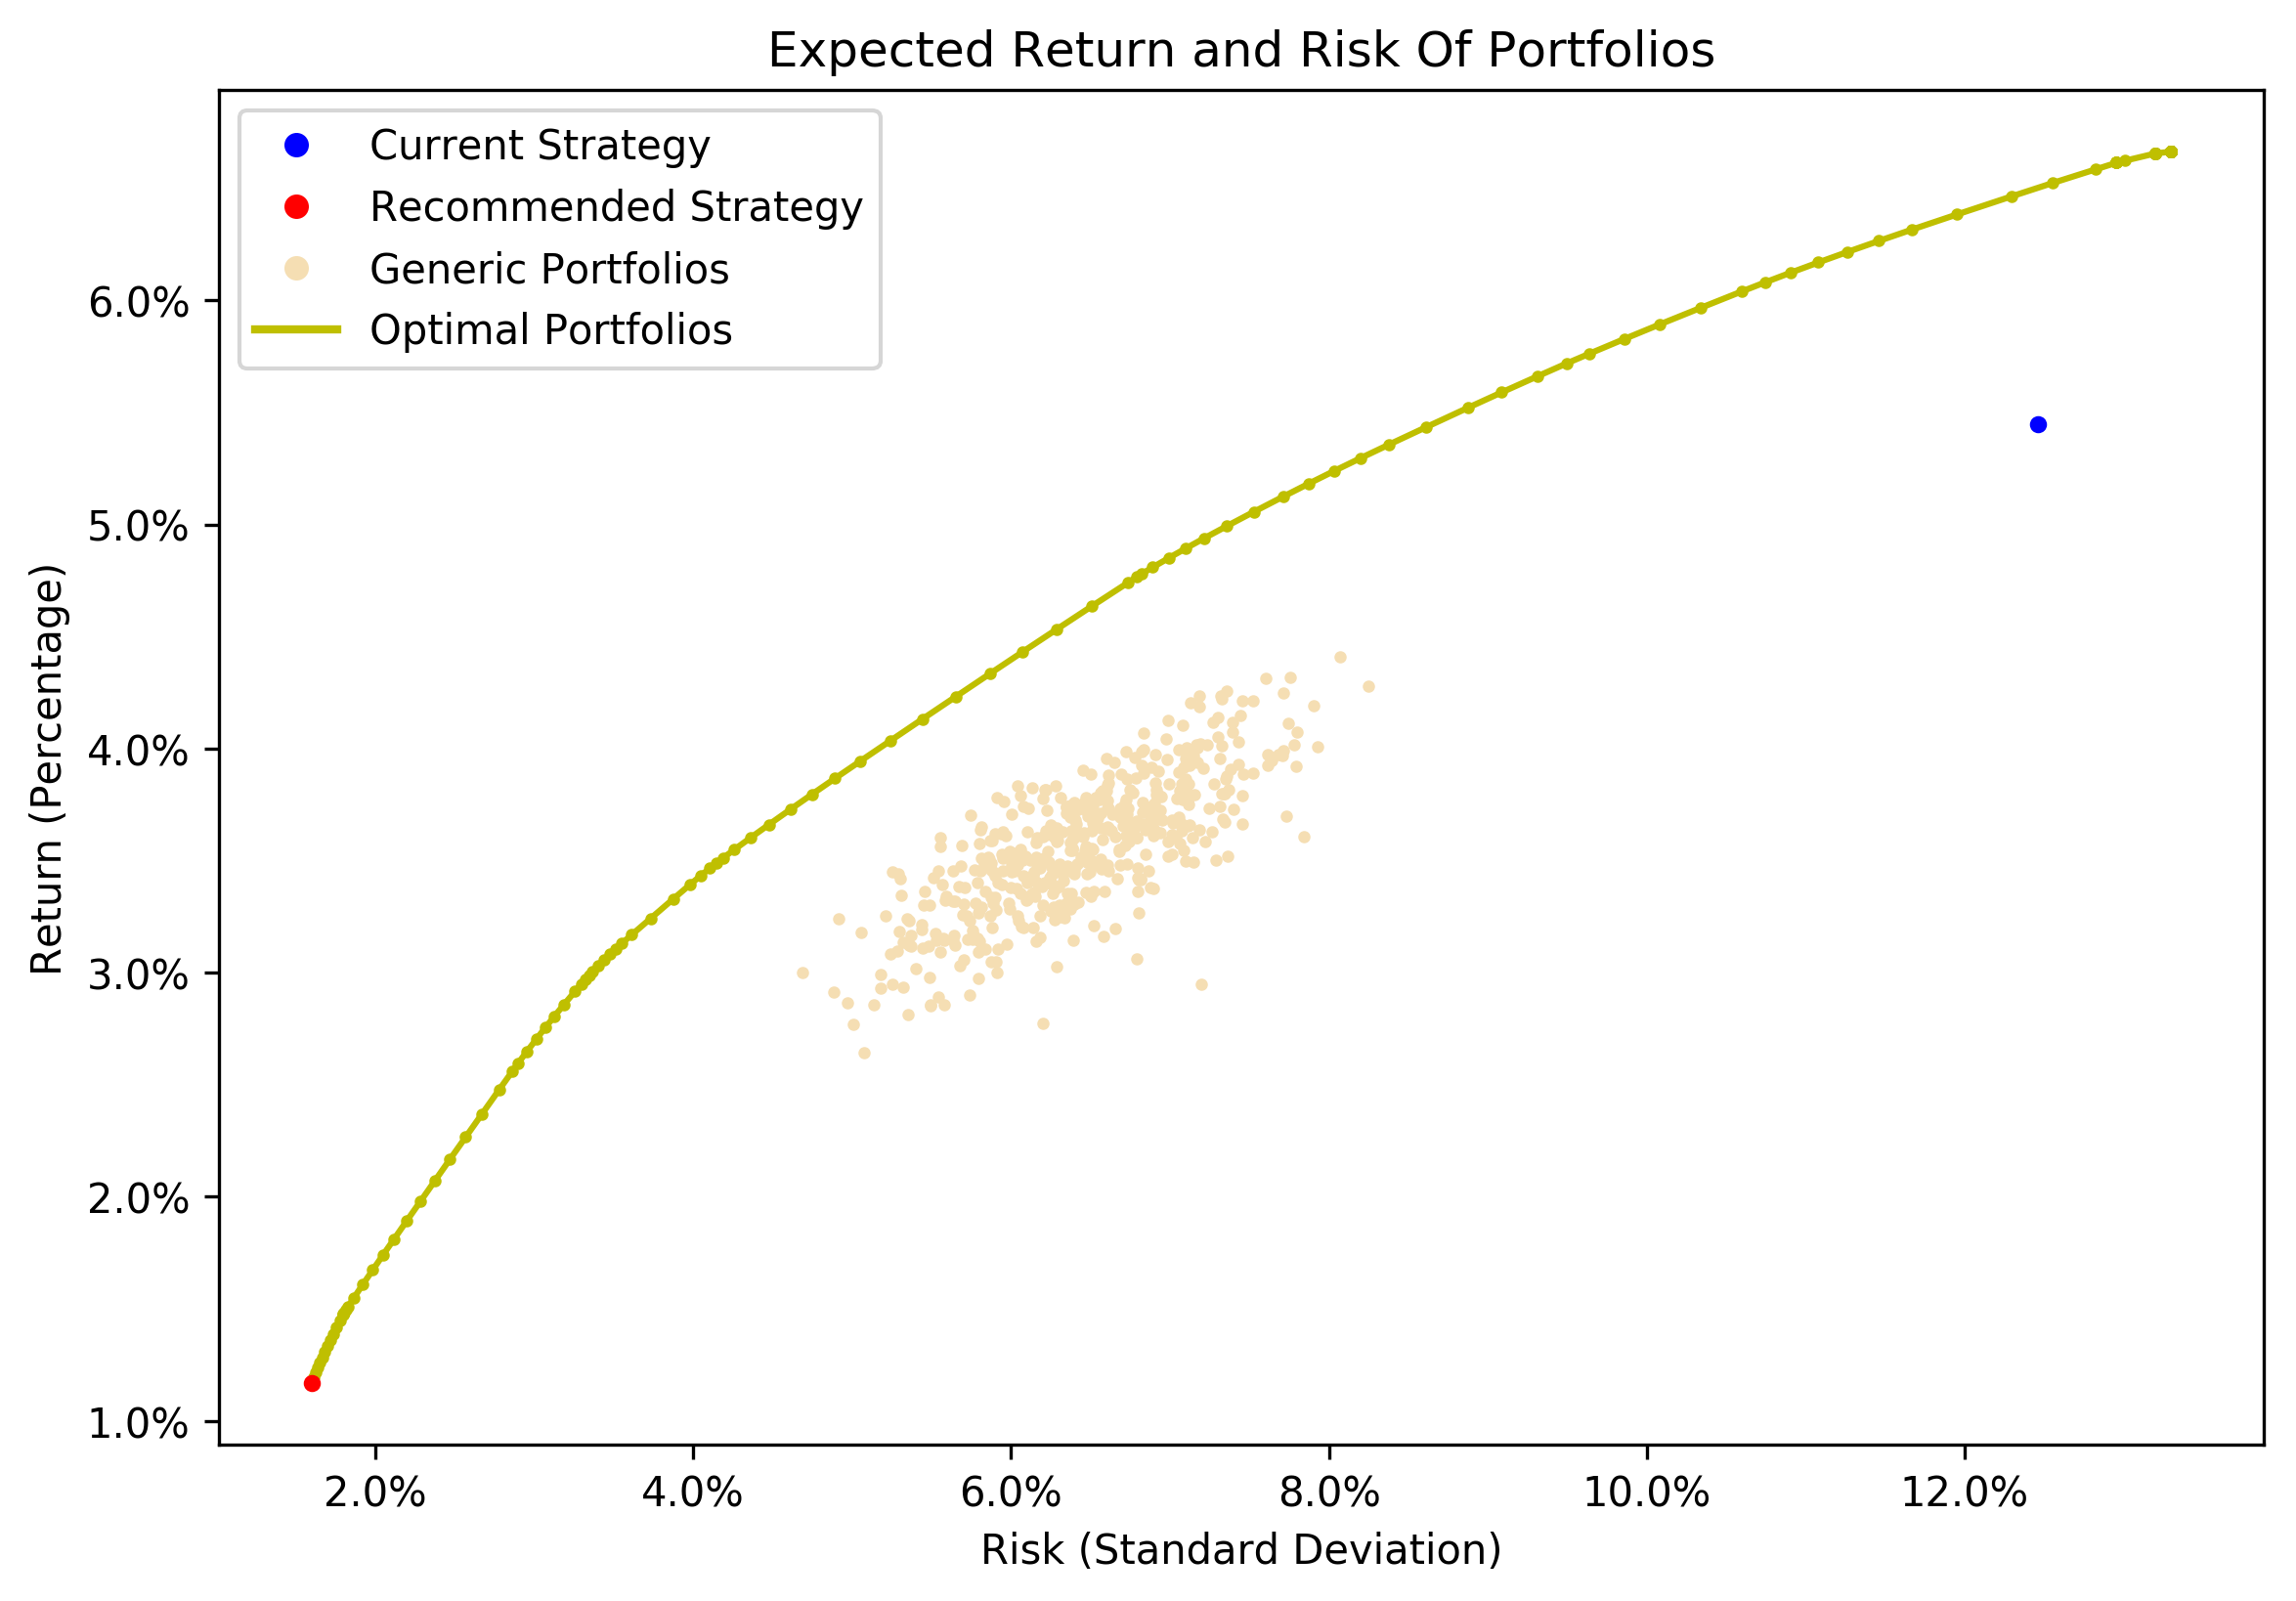 Expected Return and Risk Of Portfolios
Current Strategy
Recommended Strategy
Generic Portfolios
Optimal Portfolios
Return (Percentage)
6.0%
5.0%
4.0%
3.0%
2.0%
1.0%
2.0% 4.0% 6.0% 8.0% 10.0% 12.0%
Risk (Standard Deviation)